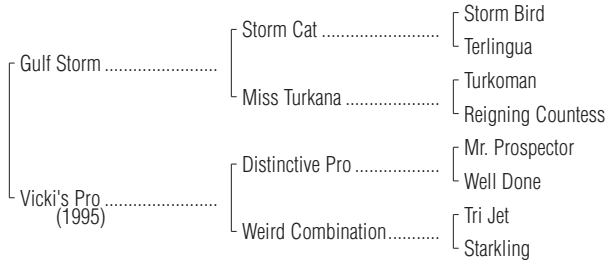 Storm Bird
Storm Cat ......................
Terlingua
Gulf Storm .....................
Turkoman
Miss Turkana ..................
Reigning Countess
Mr. Prospector
Distinctive Pro ................
Well Done
Vicki's Pro .....................
(1995)
Tri Jet
Weird Combination...........
Starkling